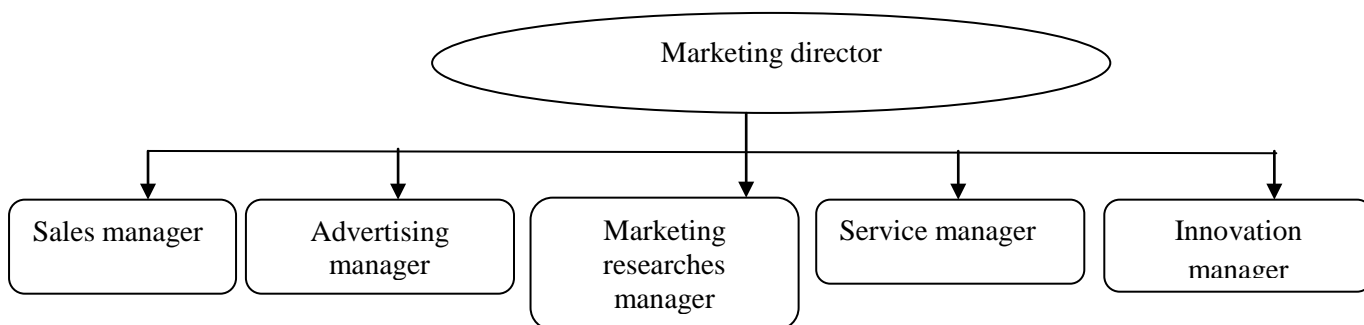 Marketing director
Sales manager
Advertising
manager
Marketing
researches
manager
Service manager
Innovation
manager